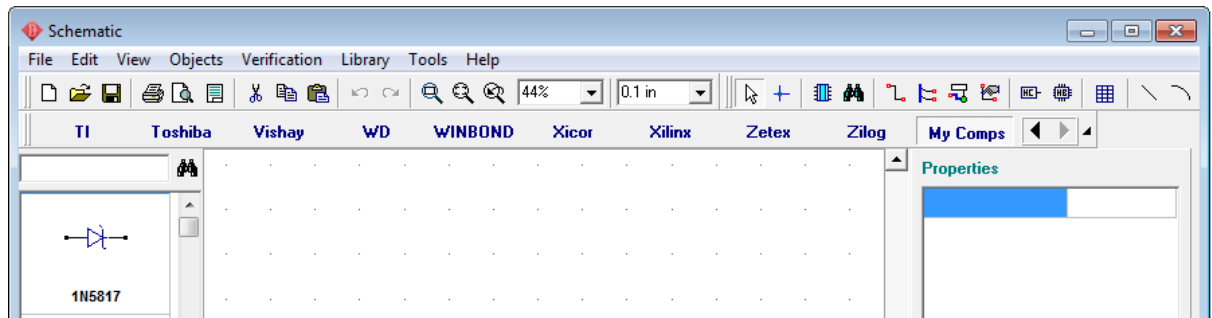 Schematic
File Edit View Objects Verification Library Tools Help
44% 0.1 in
TI Toshiba Vishay WD WINBOND Xicor Xilinx Zetex Zilog My Comps
Properties
1N5817